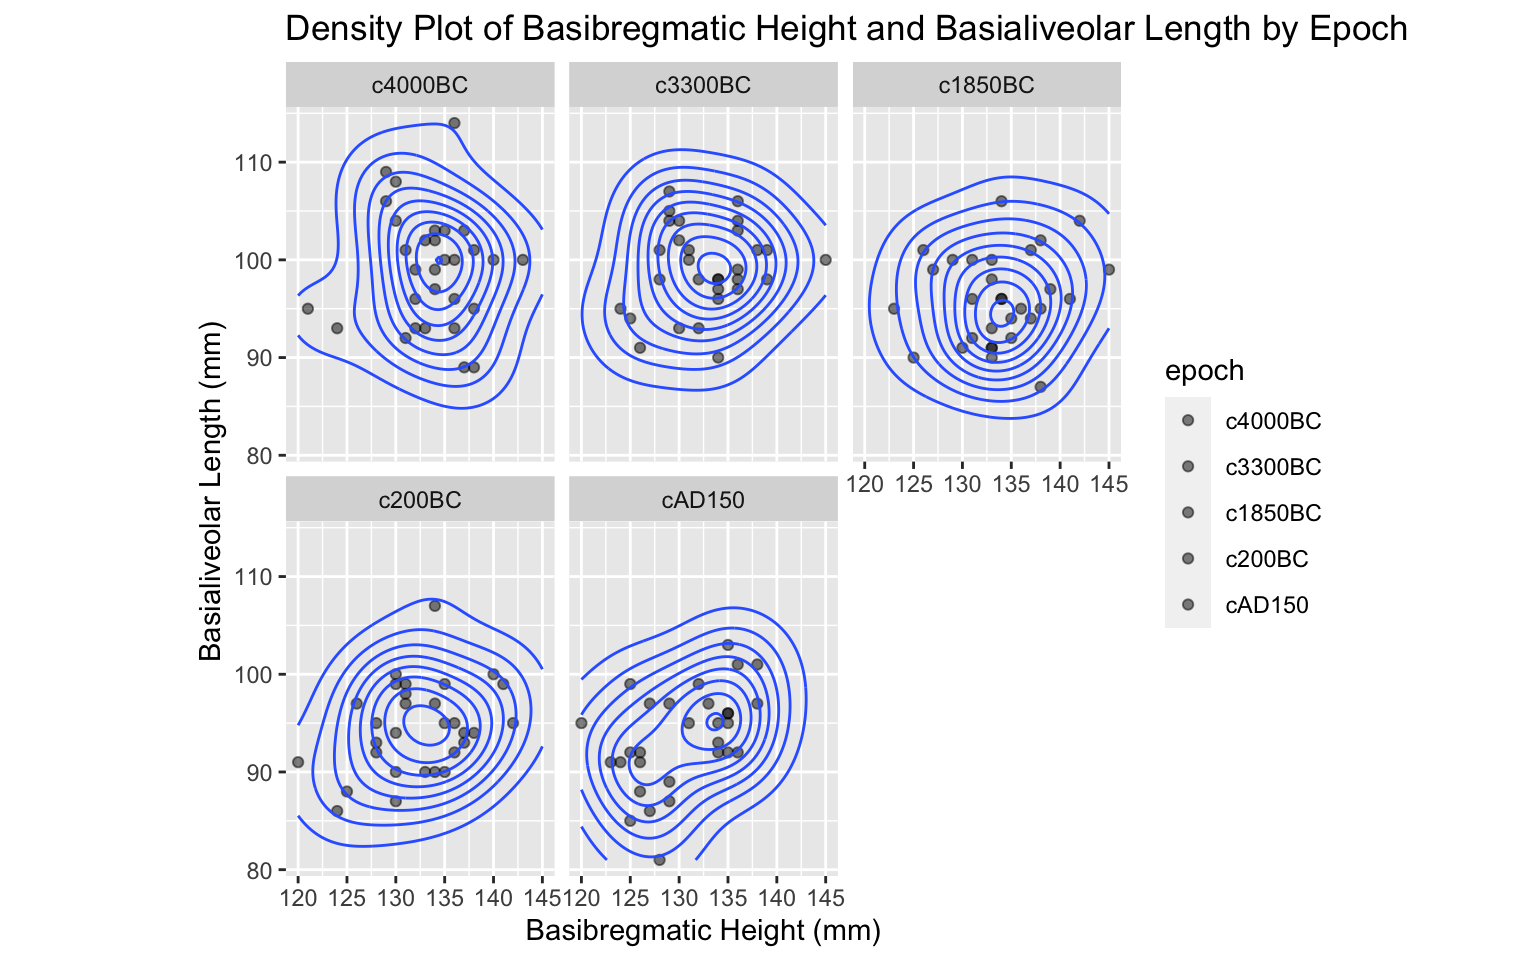 Density Plot of Basibregmatic Height and Basialiveolar Length by Epoch
c4000BC
c3300BC
c1850BC
110
100
90
80
120 125 130 135 140 145
c200BC
cAD150
110
100
90
80
120 125 130 135 140 145
120 125 130 135 140 145
Basibregmatic Height (mm)
Basialiveolar Length (mm)
epoch
c4000BC
c3300BC
c1850BC
c200BC
cAD150